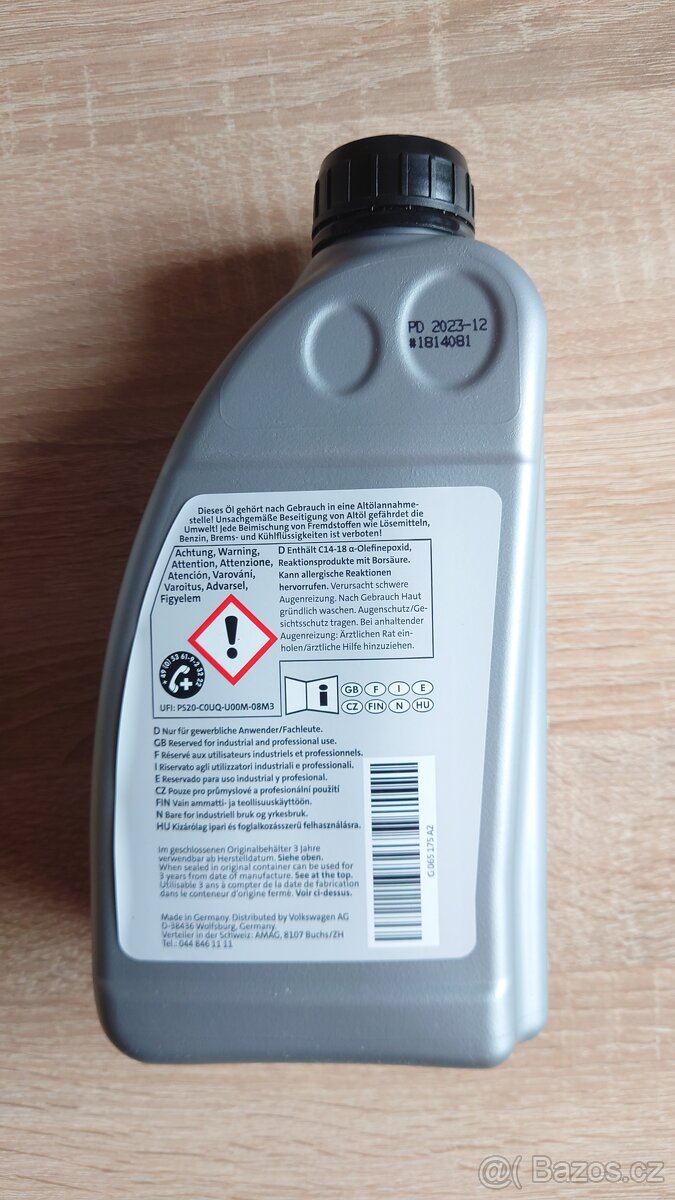 PD 2023-12
#1814081
Dieses Öl gehört nach Gebrauch in eine Altölannahme-
stelle! Unsachgemäße Beseitigung von Altöl gefährdet die
Umwelt! Jede Beimischung von Fremdstoffen wie Lösemitteln,
Benzin, Brems- und Kühlflüssigkeiten ist verboten!
Achtung, Warning,
Attention, Attenzione,
Atención, Varování,
Varoitus, Advarsel,
Figyelem
D Enthält C14-18 α-Olefinepoxid,
Reaktionsprodukte mit Borsäure.
Kann allergische Reaktionen
hervorrufen. Verursacht schwere
Augenreizung. Nach Gebrauch Haut
gründlich waschen. Augenschutz/Ge-
sichtsschutz tragen. Bei anhaltender
Augenreizung: Ärztlichen Rat ein-
holen/ärztliche Hilfe hinzuziehen.
+49 (0) 53 61-9-2 32 22
UFI: PS20-C0UQ-U00M-08M3
GB F I E
CZ FIN N HU
D Nur für gewerbliche Anwender/Fachleute.
GB Reserved for industrial and professional use.
F Réservé aux utilisateurs industriels et professionnels.
I Riservato agli utilizzatori industriali e professionali.
E Reservado para uso industrial y profesional.
CZ Pouze pro průmyslové a profesionální použití
FIN Vain ammatti- ja teollisuuskäyttöön.
N Bare for industriell bruk og yrkesbruk.
HU Kizárólag ipari és foglalkozásszerű felhasználásra.
Im geschlossenen Originalbehälter 3 Jahre
verwendbar ab Herstelldatum. Siehe oben.
When sealed in original container can be used for
3 years from date of manufacture. See at the top.
Utilisable 3 ans à compter de la date de fabrication
dans le conteneur d'origine fermé. Voir ci-dessus.
Made in Germany. Distributed by Volkswagen AG
D-38436 Wolfsburg, Germany.
Verteiler in der Schweiz: AMAG, 8107 Buchs/ZH
Tel.: 044 846 11 11
G 065 175 A2
@( Bazos.cz